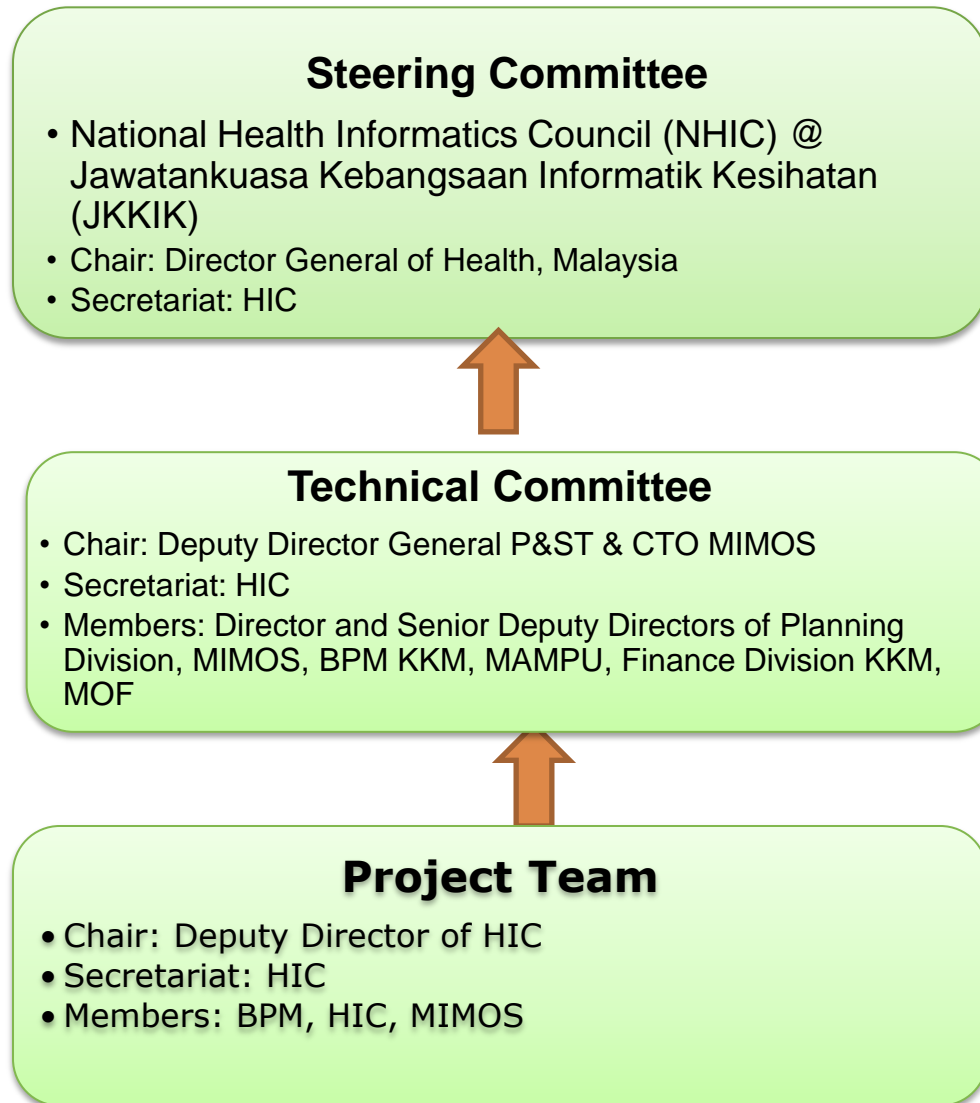 Steering Committee
• National Health Informatics Council (NHIC) @
Jawatankuasa Kebangsaan Informatik Kesihatan
(JKKIK)
• Chair: Director General of Health, Malaysia
• Secretariat: HIC
Technical Committee
• Chair: Deputy Director General P&ST & CTO MIMOS
• Secretariat: HIC
• Members: Director and Senior Deputy Directors of Planning
Division, MIMOS, BPM KKM, MAMPU, Finance Division KKM,
MOF
Project Team
• Chair: Deputy Director of HIC
• Secretariat: HIC
• Members: BPM, HIC, MIMOS